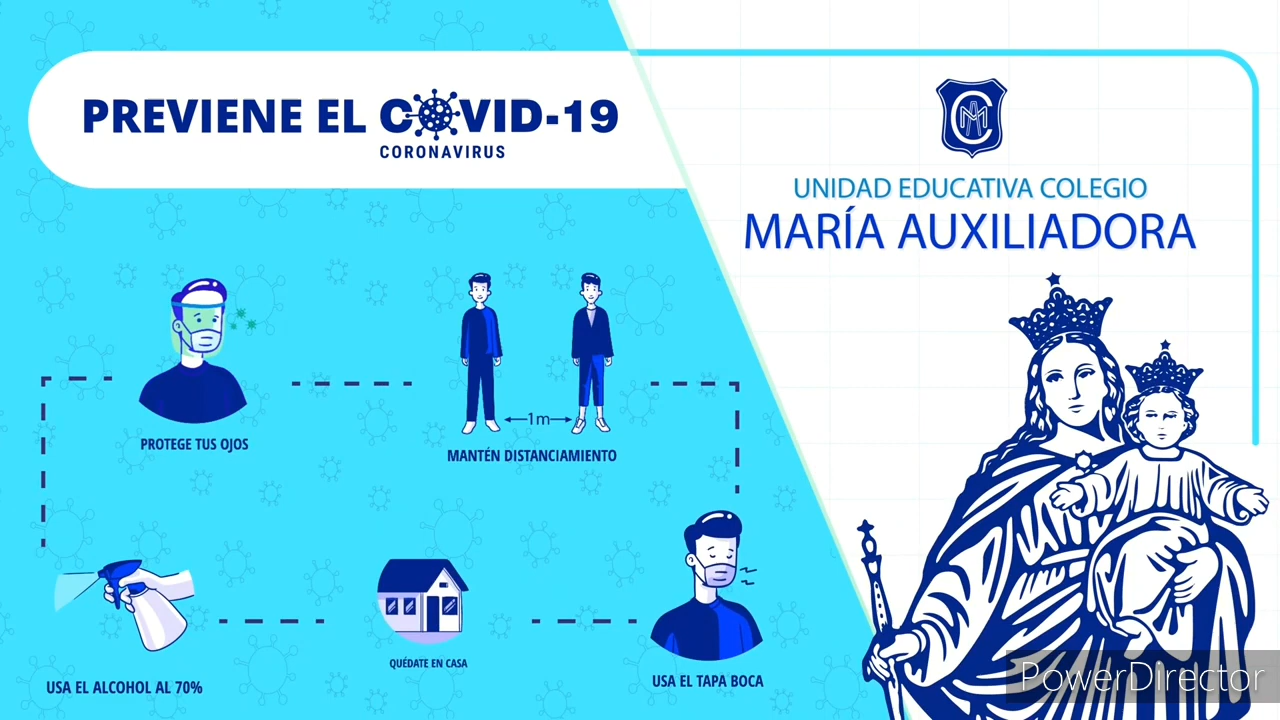 PREVIENE EL COVID-19
CORONAVIRUS
UNIDAD EDUCATIVA COLEGIO
MARÍA AUXILIADORA
PROTEGE TUS OJOS
1m
MANTÉN DISTANCIAMIENTO
USA EL ALCOHOL AL 70%
QUÉDATE EN CASA
USA EL TAPA BOCA
PowerDirector